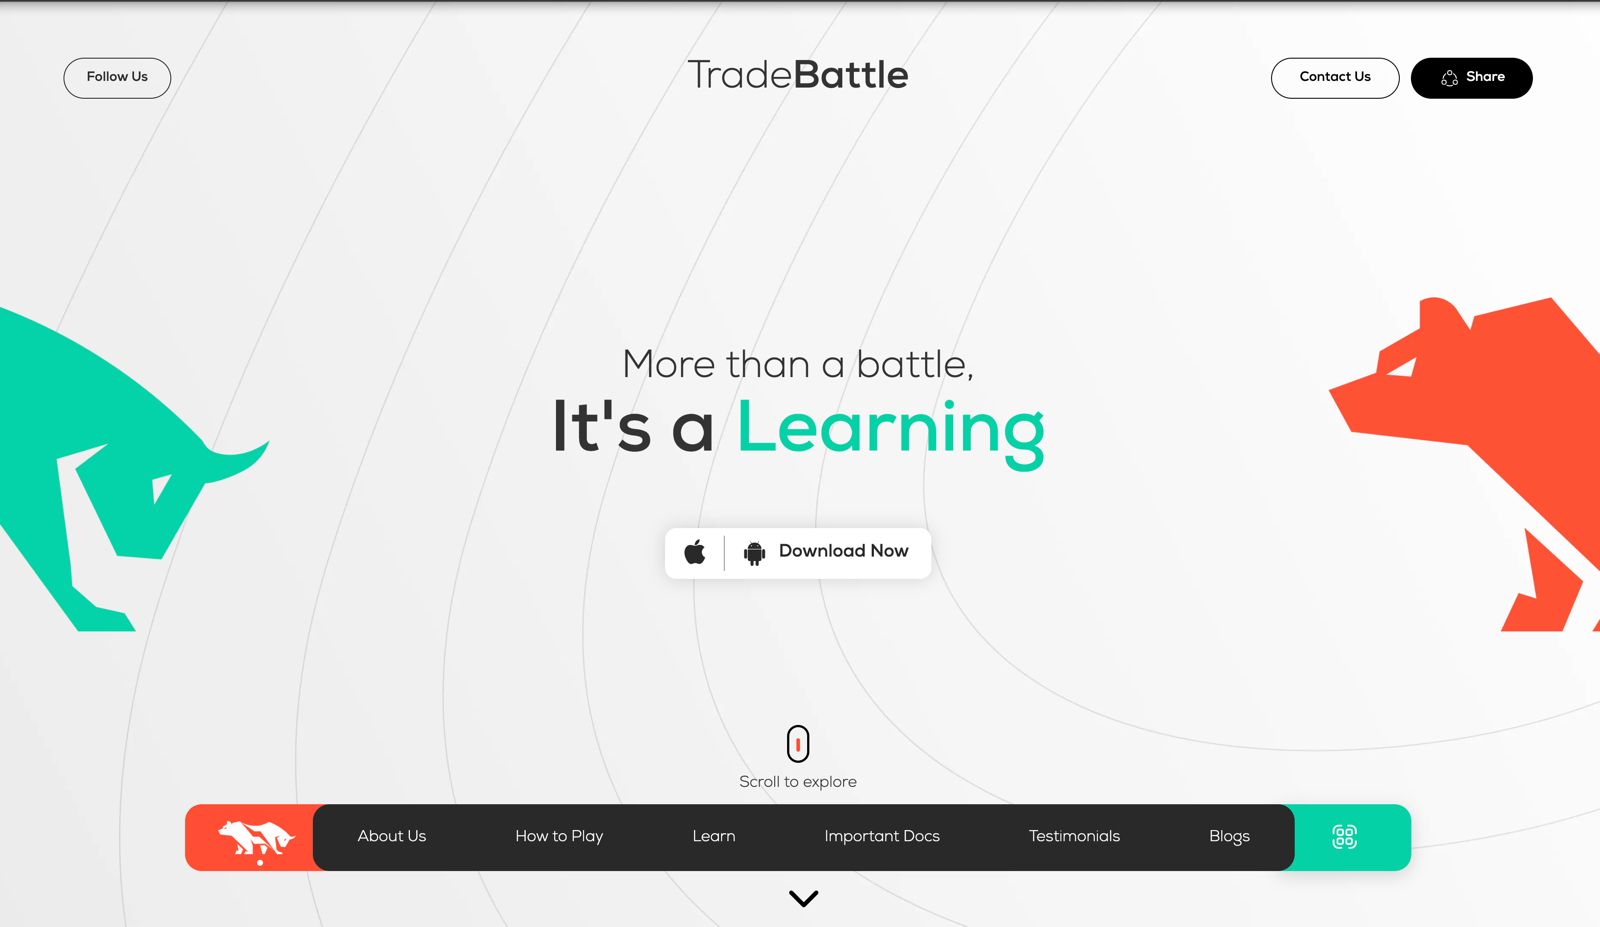 Follow Us
TradeBattle
Contact Us
Share
More than a battle,
It's a Learning
Download Now
Scroll to explore
About Us
How to Play
Learn
Important Docs
Testimonials
Blogs